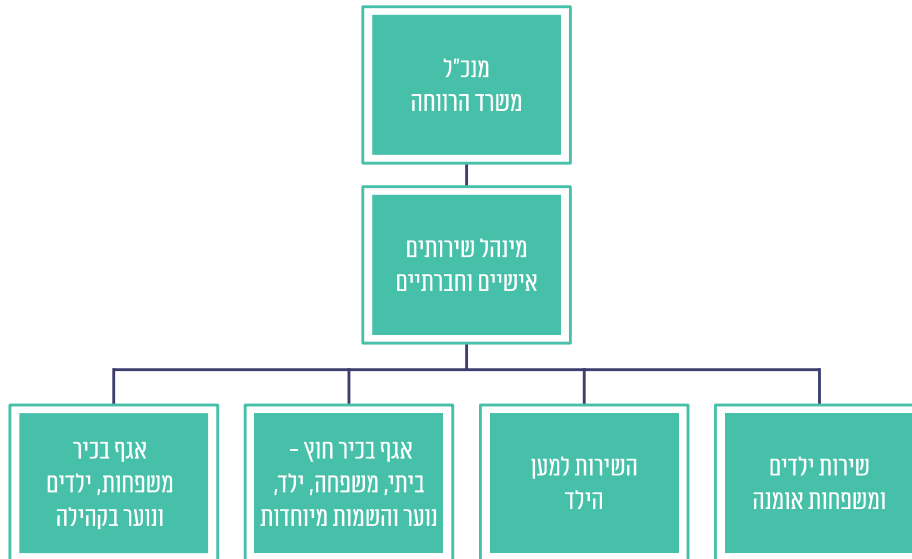 מנכ"ל
משרד הרווחה
מינהל שירותים
אישיים וחברתיים
שירות ילדים
ומשפחות אומנה
השירות למען
הילד
אגף בכיר חוץ -
ביתי, משפחה, ילד,
נוער והשמות מיוחדות
אגף בכיר
משפחות, ילדים
ונוער בקהילה